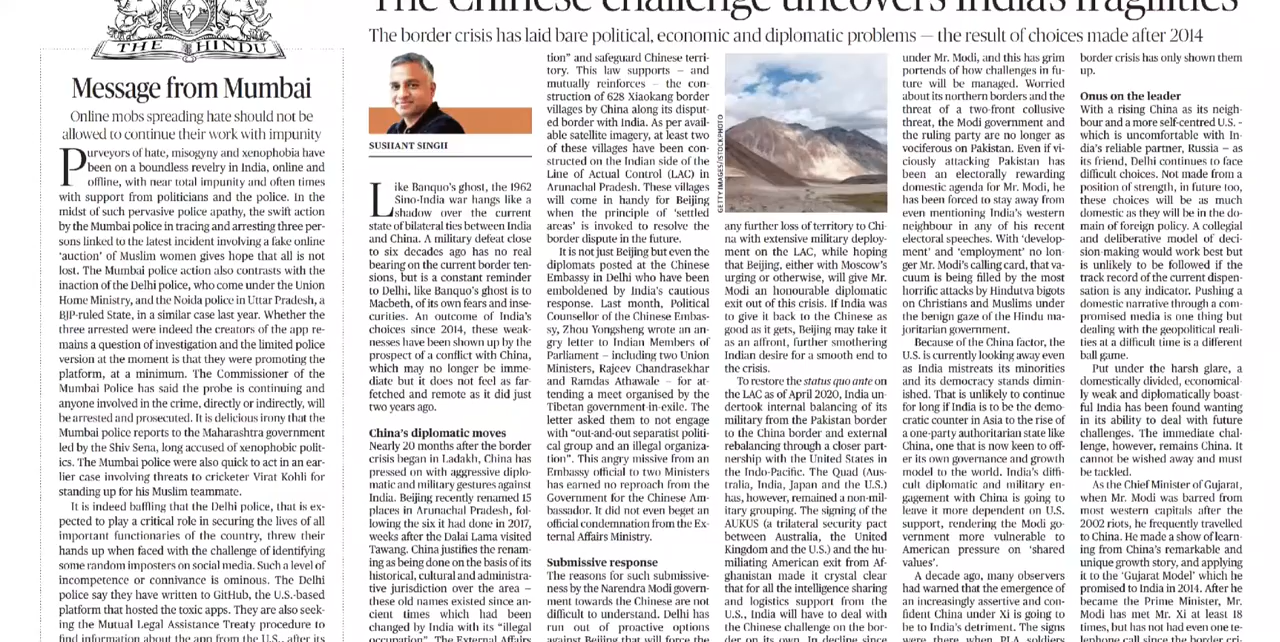 The Chinese challenge uncovers India's fragilities
The border crisis has laid bare political, economic and diplomatic problems — the result of choices made after 2014
THE HINDU
Message from Mumbai
Online mobs spreading hate should not be
allowed to continue their work with impunity
Purveyors of hate, misogyny and xenophobia have
been on a boundless revelry in India, online and
offline, with near total impunity and often times
with support from politicians and the police. In the
midst of such pervasive police apathy, the swift action
by the Mumbai police in tracing and arresting three per-
sons linked to the latest incident involving a fake online
'auction' of Muslim women gives hope that all is not
lost. The Mumbai police action also contrasts with the
inaction of the Delhi police, who come under the Union
Home Ministry, and the Noida police in Uttar Pradesh, a
BJP-ruled State, in a similar case last year. Whether the
three arrested were indeed the creators of the app re-
mains a question of investigation and the limited police
version at the moment is that they were promoting the
platform, at a minimum. The Commissioner of the
Mumbai Police has said the probe is continuing and
anyone involved in the crime, directly or indirectly, will
be arrested and prosecuted. It is delicious irony that the
Mumbai police reports to the Maharashtra government
led by the Shiv Sena, long accused of xenophobic polit-
ics. The Mumbai police were also quick to act in an ear-
lier case involving threats to cricketer Virat Kohli for
standing up for his Muslim teammate.
It is indeed baffling that the Delhi police, that is ex-
pected to play a critical role in securing the lives of all
important functionaries of the country, threw their
hands up when faced with the challenge of identifying
some random imposters on social media. Such a level of
incompetence or connivance is ominous. The Delhi
police say they have written to GitHub, the U.S.-based
platform that hosted the toxic apps. They are also seek-
ing the Mutual Legal Assistance Treaty procedure to
find information about the app from the U.S., after its
SUSHANT SINGH
Like Banquo's ghost, the 1962
Sino-India war hangs like a
shadow over the current
state of bilateral ties between India
and China. A military defeat close
to six decades ago has no real
bearing on the current border ten-
sions, but is a constant reminder
to Delhi, like Banquo's ghost is to
Macbeth, of its own fears and inse-
curities. An outcome of India's
choices since 2014, these weak-
nesses have been shown up by the
prospect of a conflict with China,
which may no longer be imme-
diate but it does not feel as far-
fetched and remote as it did just
two years ago.
China's diplomatic moves
Nearly 20 months after the border
crisis began in Ladakh, China has
pressed on with aggressive diplo-
matic and military gestures against
India. Beijing recently renamed 15
places in Arunachal Pradesh, fol-
lowing the six it had done in 2017,
weeks after the Dalai Lama visited
Tawang. China justifies the renam-
ing as being done on the basis of its
historical, cultural and administra-
tive jurisdiction over the area —
these old names existed since an-
cient times which had been
changed by India with its "illegal
occupation". The External Affairs
tion" and safeguard Chinese terri-
tory. This law supports — and
mutually reinforces — the con-
struction of 628 Xiaokang border
villages by China along its disput-
ed border with India. As per avail-
able satellite imagery, at least two
of these villages have been con-
structed on the Indian side of the
Line of Actual Control (LAC) in
Arunachal Pradesh. These villages
will come in handy for Beijing
when the principle of 'settled
areas' is invoked to resolve the
border dispute in the future.
It is not just Beijing but even the
diplomats posted at the Chinese
Embassy in Delhi who have been
emboldened by India's cautious
response. Last month, Political
Counsellor of the Chinese Embas-
sy, Zhou Yongsheng wrote an an-
gry letter to Indian Members of
Parliament — including two Union
Ministers, Rajeev Chandrasekhar
and Ramdas Athawale — for at-
tending a meet organised by the
Tibetan government-in-exile. The
letter asked them to not engage
with "out-and-out separatist politi-
cal group and an illegal organiza-
tion". This angry missive from an
Embassy official to two Ministers
has earned no reproach from the
Government for the Chinese Am-
bassador. It did not even beget an
official condemnation from the Ex-
ternal Affairs Ministry.
Submissive response
The reasons for such submissive-
ness by the Narendra Modi govern-
ment towards the Chinese are not
difficult to understand. Delhi has
run out of proactive options
against Beijing that will force the
GETTY IMAGES/ISTOCKPHOTO
any further loss of territory to Chi-
na with extensive military deploy-
ment on the LAC, while hoping
that Beijing, either with Moscow's
urging or otherwise, will give Mr.
Modi an honourable diplomatic
exit out of this crisis. If India was
to give it back to the Chinese as
good as it gets, Beijing may take it
as an affront, further smothering
Indian desire for a smooth end to
the crisis.
To restore the status quo ante on
the LAC as of April 2020, India un-
dertook internal balancing of its
military from the Pakistan border
to the China border and external
rebalancing through a closer part-
nership with the United States in
the Indo-Pacific. The Quad (Aus-
tralia, India, Japan and the U.S.)
has, however, remained a non-mil-
itary grouping. The signing of the
AUKUS (a trilateral security pact
between Australia, the United
Kingdom and the U.S.) and the hu-
miliating American exit from Af-
ghanistan made it crystal clear
that for all the intelligence sharing
and logistics support from the
U.S., India will have to deal with
the Chinese challenge on the bor-
der on its own. In decline since
under Mr. Modi, and this has grim
portends of how challenges in fu-
ture will be managed. Worried
about its northern borders and the
threat of a two-front collusive
threat, the Modi government and
the ruling party are no longer as
vociferous on Pakistan. Even if vi-
ciously attacking Pakistan has
been an electorally rewarding
domestic agenda for Mr. Modi, he
has been forced to stay away from
even mentioning India's western
neighbour in any of his recent
electoral speeches. With 'develop-
ment' and 'employment' no lon-
ger Mr. Modi's calling card, that va-
cuum is being filled by the most
horrific attacks by Hindutva bigots
on Christians and Muslims under
the benign gaze of the Hindu ma-
joritarian government.
Because of the China factor, the
U.S. is currently looking away even
as India mistreats its minorities
and its democracy stands dimin-
ished. That is unlikely to continue
for long if India is to be the demo-
cratic counter in Asia to the rise of
a one-party authoritarian state like
China, one that is now keen to off-
er its own governance and growth
model to the world. India's diffi-
cult diplomatic and military en-
gagement with China is going to
leave it more dependent on U.S.
support, rendering the Modi go-
vernment more vulnerable to
American pressure on 'shared
values'.
A decade ago, many observers
had warned that the emergence of
an increasingly assertive and con-
fident China under Xi is going to
be to India's detriment. The signs
were there when PLA soldiers
border crisis has only shown them
up.
Onus on the leader
With a rising China as its neigh-
bour and a more self-centred U.S. -
which is uncomfortable with In-
dia's reliable partner, Russia — as
its friend, Delhi continues to face
difficult choices. Not made from a
position of strength, in future too,
these choices will be as much
domestic as they will be in the do-
main of foreign policy. A collegial
and deliberative model of deci-
sion-making would work best but
is unlikely to be followed if the
track record of the current dispen-
sation is any indicator. Pushing a
domestic narrative through a com-
promised media is one thing but
dealing with the geopolitical reali-
ties at a difficult time is a different
ball game.
Put under the harsh glare, a
domestically divided, economical-
ly weak and diplomatically boast-
ful India has been found wanting
in its ability to deal with future
challenges. The immediate chal-
lenge, however, remains China. It
cannot be wished away and must
be tackled.
As the Chief Minister of Gujarat,
when Mr. Modi was barred from
most western capitals after the
2002 riots, he frequently travelled
to China. He made a show of learn-
ing from China's remarkable and
unique growth story, and applying
it to the 'Gujarat Model' which he
promised to India in 2014. After he
became the Prime Minister, Mr.
Modi has met Mr. Xi at least 18
times, but has not had even one te-
lephone call since the border cri-